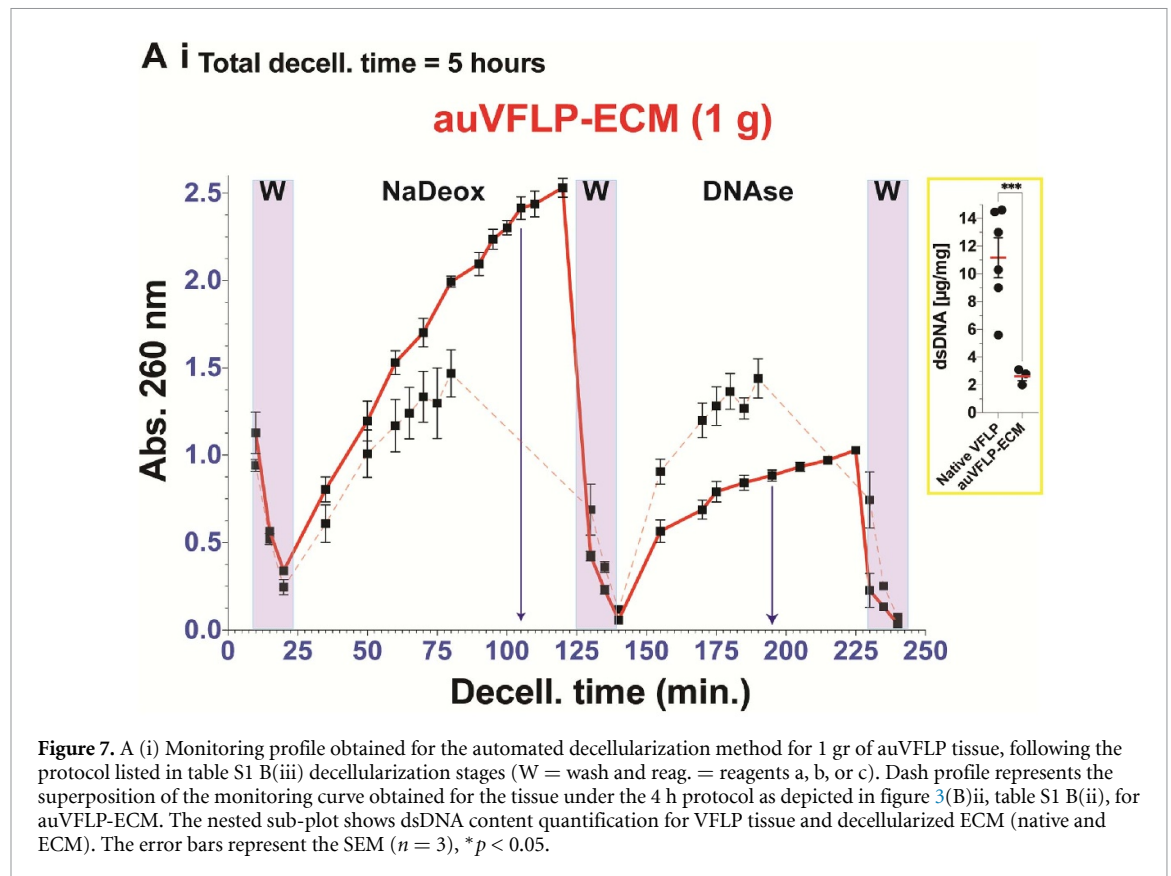 A i Total decell. time = 5 hours
auVFLP-ECM (1 g)
W NaDeox W DNAse W
Abs. 260 nm
2.5
2.0
1.5
1.0
0.5
0.0
0 25 50 75 100 125 150 175 200 225 250
Decell. time (min.)
***
dsDNA [µg/mg]
14
12
10
8
6
4
2
0
Native VFLP
auVFLP-ECM
Figure 7. A (i) Monitoring profile obtained for the automated decellularization method for 1 gr of auVFLP tissue, following the
protocol listed in table S1 B(iii) decellularization stages (W = wash and reag. = reagents a, b, or c). Dash profile represents the
superposition of the monitoring curve obtained for the tissue under the 4 h protocol as depicted in figure 3(B)ii, table S1 B(ii), for
auVFLP-ECM. The nested sub-plot shows dsDNA content quantification for VFLP tissue and decellularized ECM (native and
ECM). The error bars represent the SEM (n = 3), *p < 0.05.